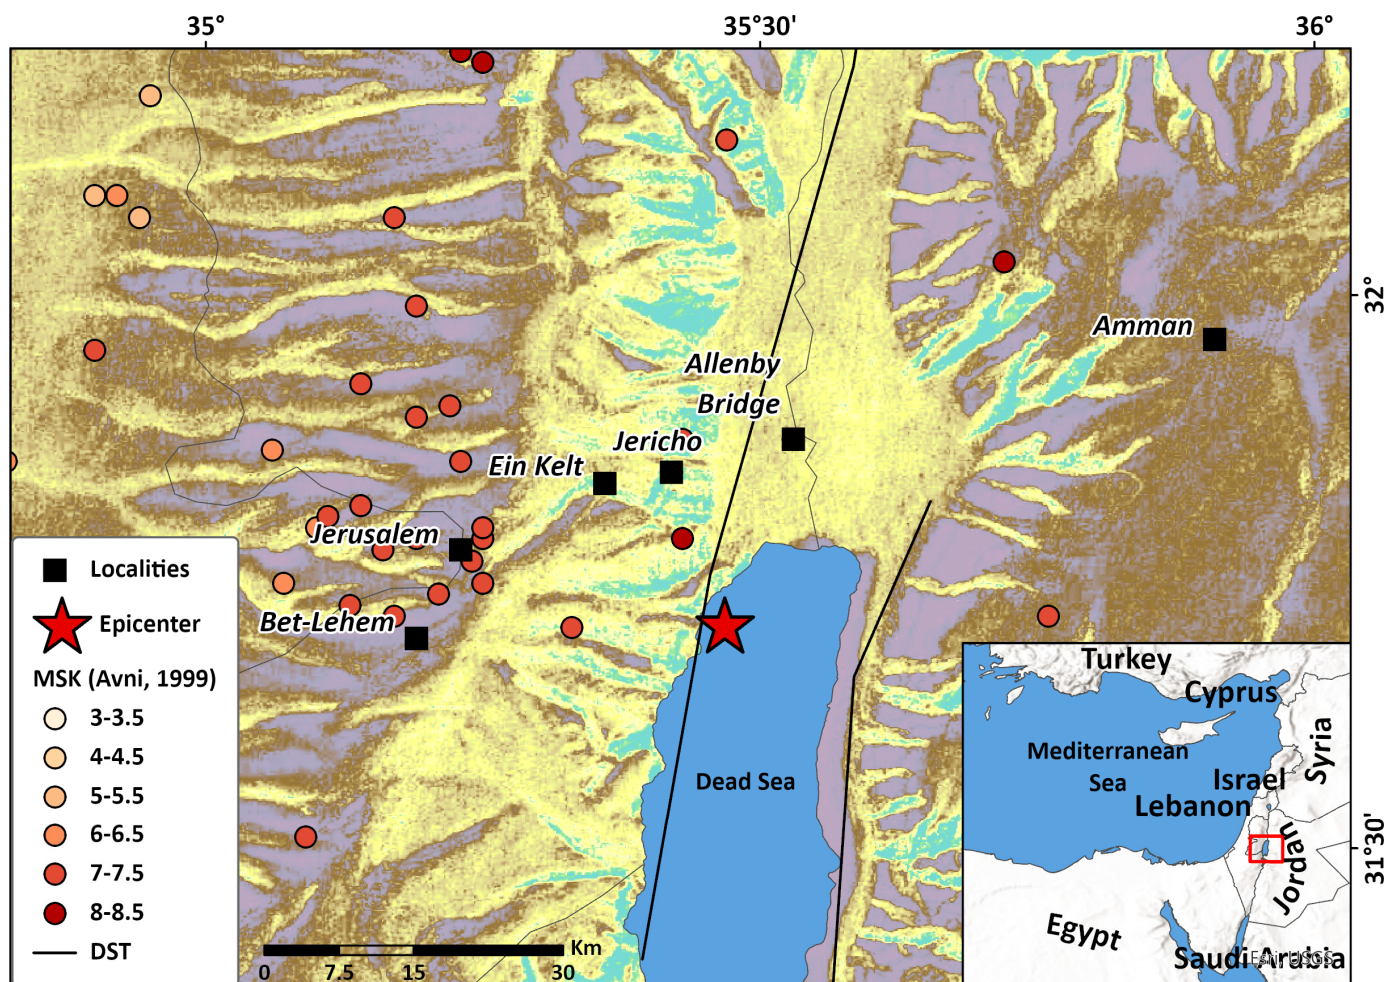 35°
35°30'
36°
32°
31°30'
Amman
Allenby
Bridge
Jericho
Ein Kelt
Jerusalem
Bet-Lehem
Dead Sea
Localities
Epicenter
MSK (Avni, 1999)
3-3.5
4-4.5
5-5.5
6-6.5
7-7.5
8-8.5
DST
Km
0 7.5 15 30
Turkey
Cyprus
Syria
Mediterranean
Sea
Israel
Lebanon
Jordan
Egypt
Saudi Arabia
Esri, USGS